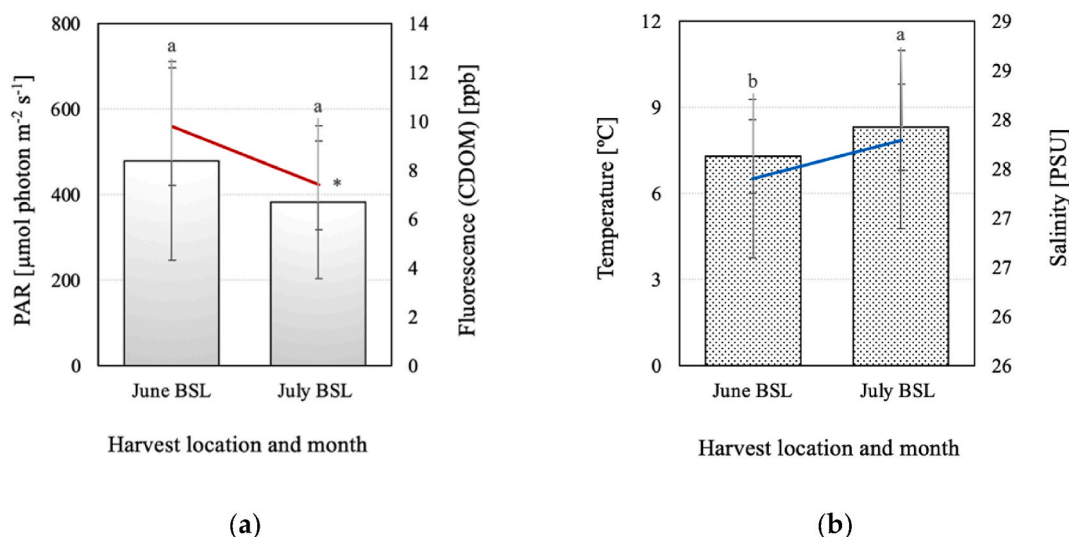 PAR [µmol photon m⁻² s⁻¹]
800
600
400
200
0
a
a
*
14
12
10
8
6
4
2
0
Fluorescence (CDOM) [ppb]
June BSL July BSL
Harvest location and month
(a)
Temperature [ºC]
12
9
6
3
0
b
a
29
29
28
28
27
27
26
26
Salinity [PSU]
June BSL July BSL
Harvest location and month
(b)